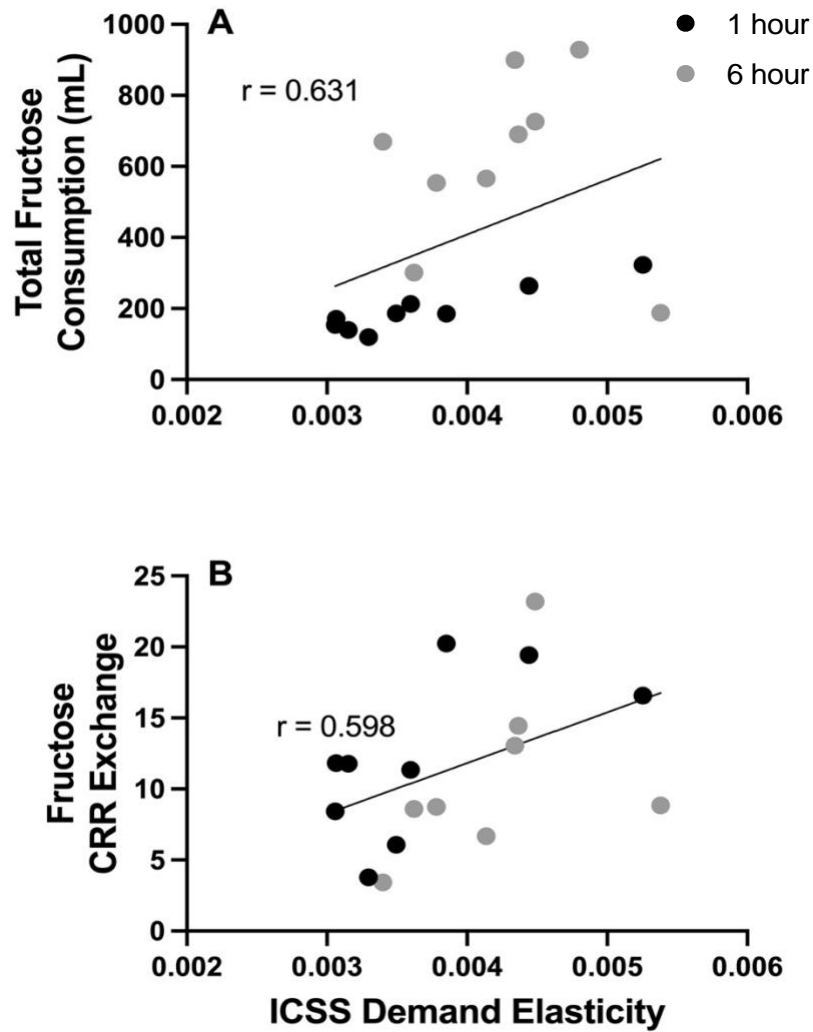 A
1 hour
6 hour
r = 0.631
Total Fructose
Consumption (mL)
1000
800
600
400
200
0
0.002 0.003 0.004 0.005 0.006
B
r = 0.598
Fructose
CRR Exchange
25
20
15
10
5
0
0.002 0.003 0.004 0.005 0.006
ICSS Demand Elasticity